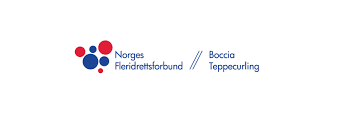 Norges
Fleridrettsforbund
//
Boccia
Teppecurling